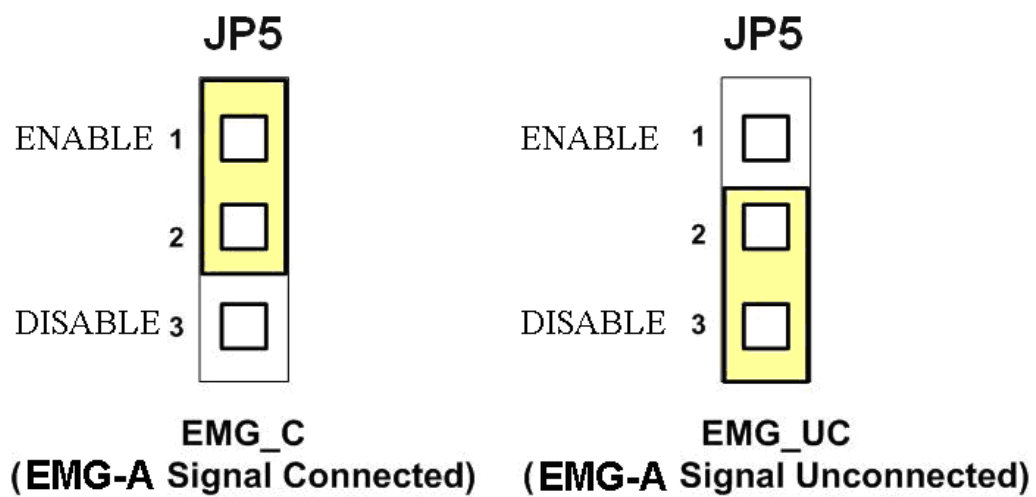 JP5
ENABLE 1
2
DISABLE 3
EMG_C
(EMG-A Signal Connected)
JP5
ENABLE 1
2
DISABLE 3
EMG_UC
(EMG-A Signal Unconnected)